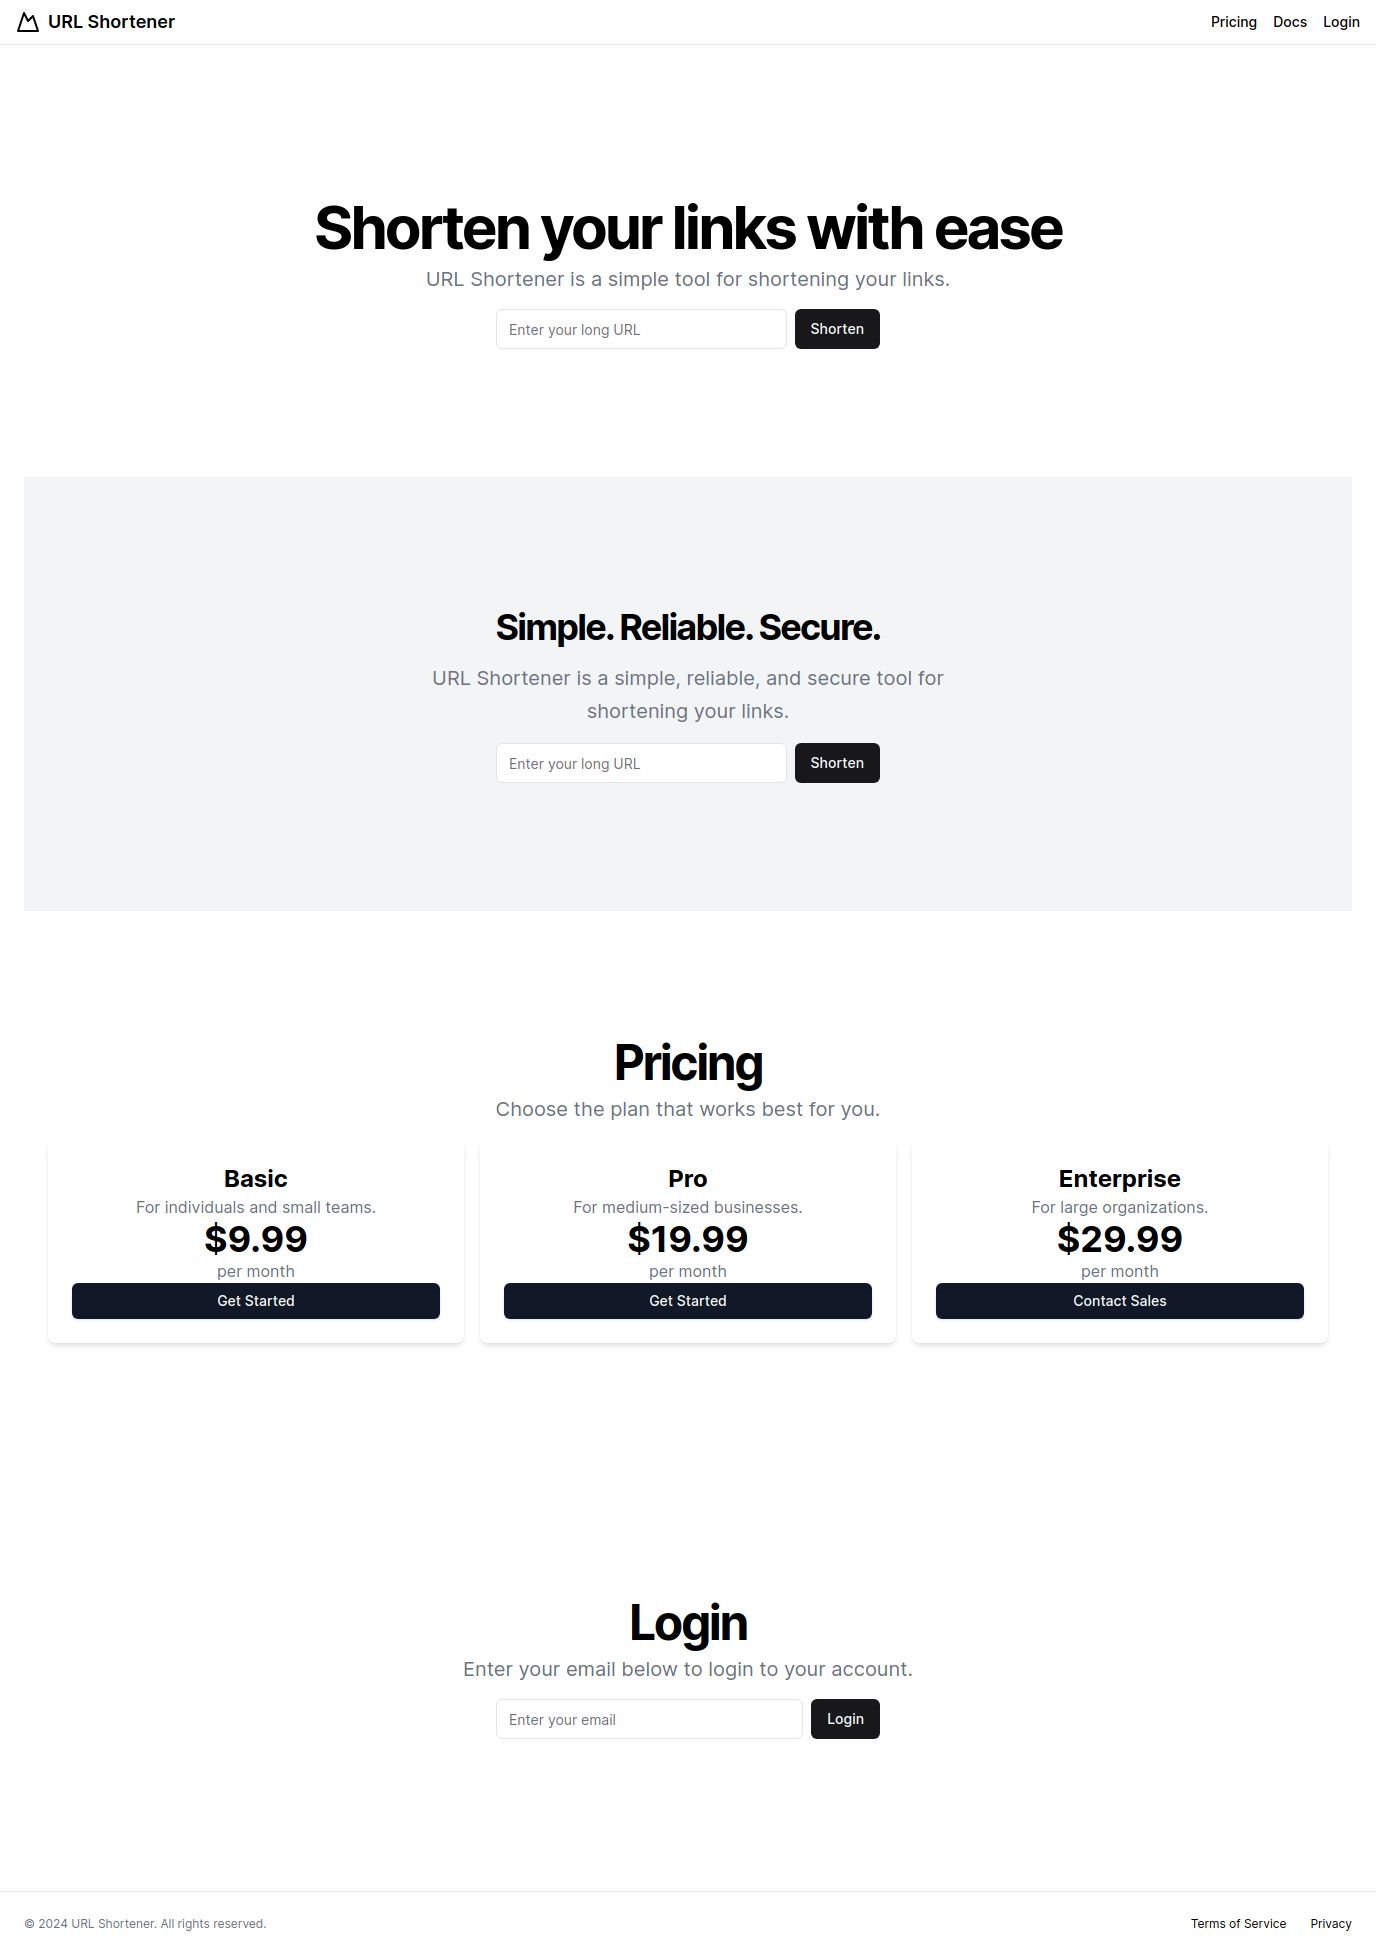 URL Shortener
Pricing
Docs
Login
Shorten your links with ease
URL Shortener is a simple tool for shortening your links.
Enter your long URL
Shorten
Simple. Reliable. Secure.
URL Shortener is a simple, reliable, and secure tool for
shortening your links.
Enter your long URL
Shorten
Pricing
Choose the plan that works best for you.
Basic
For individuals and small teams.
$9.99
per month
Get Started
Pro
For medium-sized businesses.
$19.99
per month
Get Started
Enterprise
For large organizations.
$29.99
per month
Contact Sales
Login
Enter your email below to login to your account.
Enter your email
Login
© 2024 URL Shortener. All rights reserved.
Terms of Service
Privacy